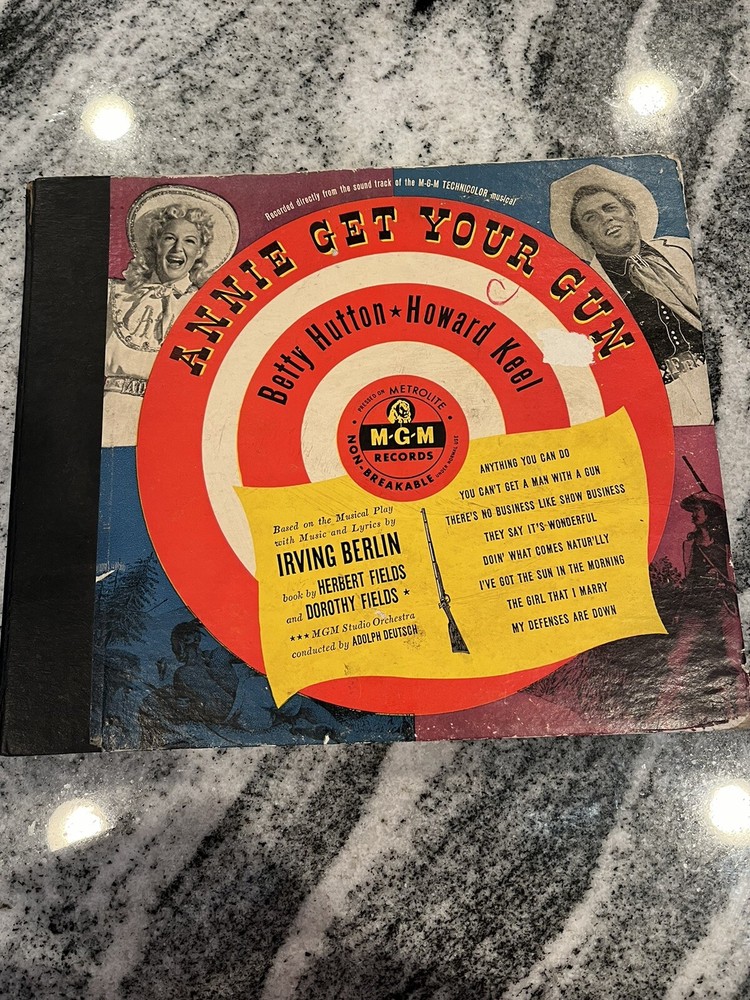 Recorded directly from the sound track of the M-G-M TECHNICOLOR musical
ANNIE GET YOUR GUN
Betty Hutton ★ Howard Keel
PRESSED ON METROLITE
M-G-M
RECORDS
NON-BREAKABLE UNDER NORMAL USE
Based on the Musical Play
with Music and Lyrics by
IRVING BERLIN
book by HERBERT FIELDS
and DOROTHY FIELDS ★
★★★ MGM Studio Orchestra
conducted by ADOLPH DEUTSCH
ANYTHING YOU CAN DO
YOU CAN'T GET A MAN WITH A GUN
THERE'S NO BUSINESS LIKE SHOW BUSINESS
THEY SAY IT'S WONDERFUL
DOIN' WHAT COMES NATUR'LLY
I'VE GOT THE SUN IN THE MORNING
THE GIRL THAT I MARRY
MY DEFENSES ARE DOWN